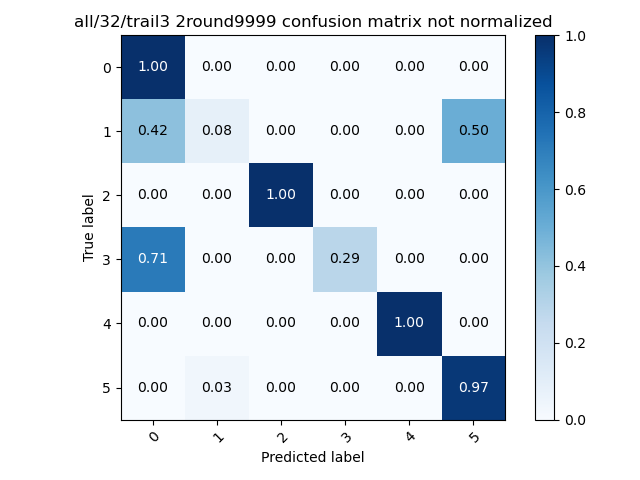 all/32/trail3 2round9999 confusion matrix not normalized
True label
0 1.00 0.00 0.00 0.00 0.00 0.00
1 0.42 0.08 0.00 0.00 0.00 0.50
2 0.00 0.00 1.00 0.00 0.00 0.00
3 0.71 0.00 0.00 0.29 0.00 0.00
4 0.00 0.00 0.00 0.00 1.00 0.00
5 0.00 0.03 0.00 0.00 0.00 0.97
0 1 2 3 4 5
Predicted label
1.0
0.8
0.6
0.4
0.2
0.0